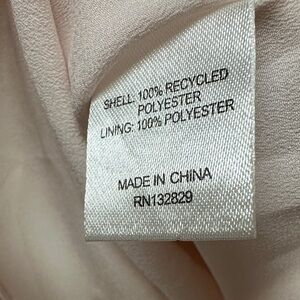 SHELL: 100% RECYCLED
POLYESTER
LINING: 100% POLYESTER
MADE IN CHINA
RN132829